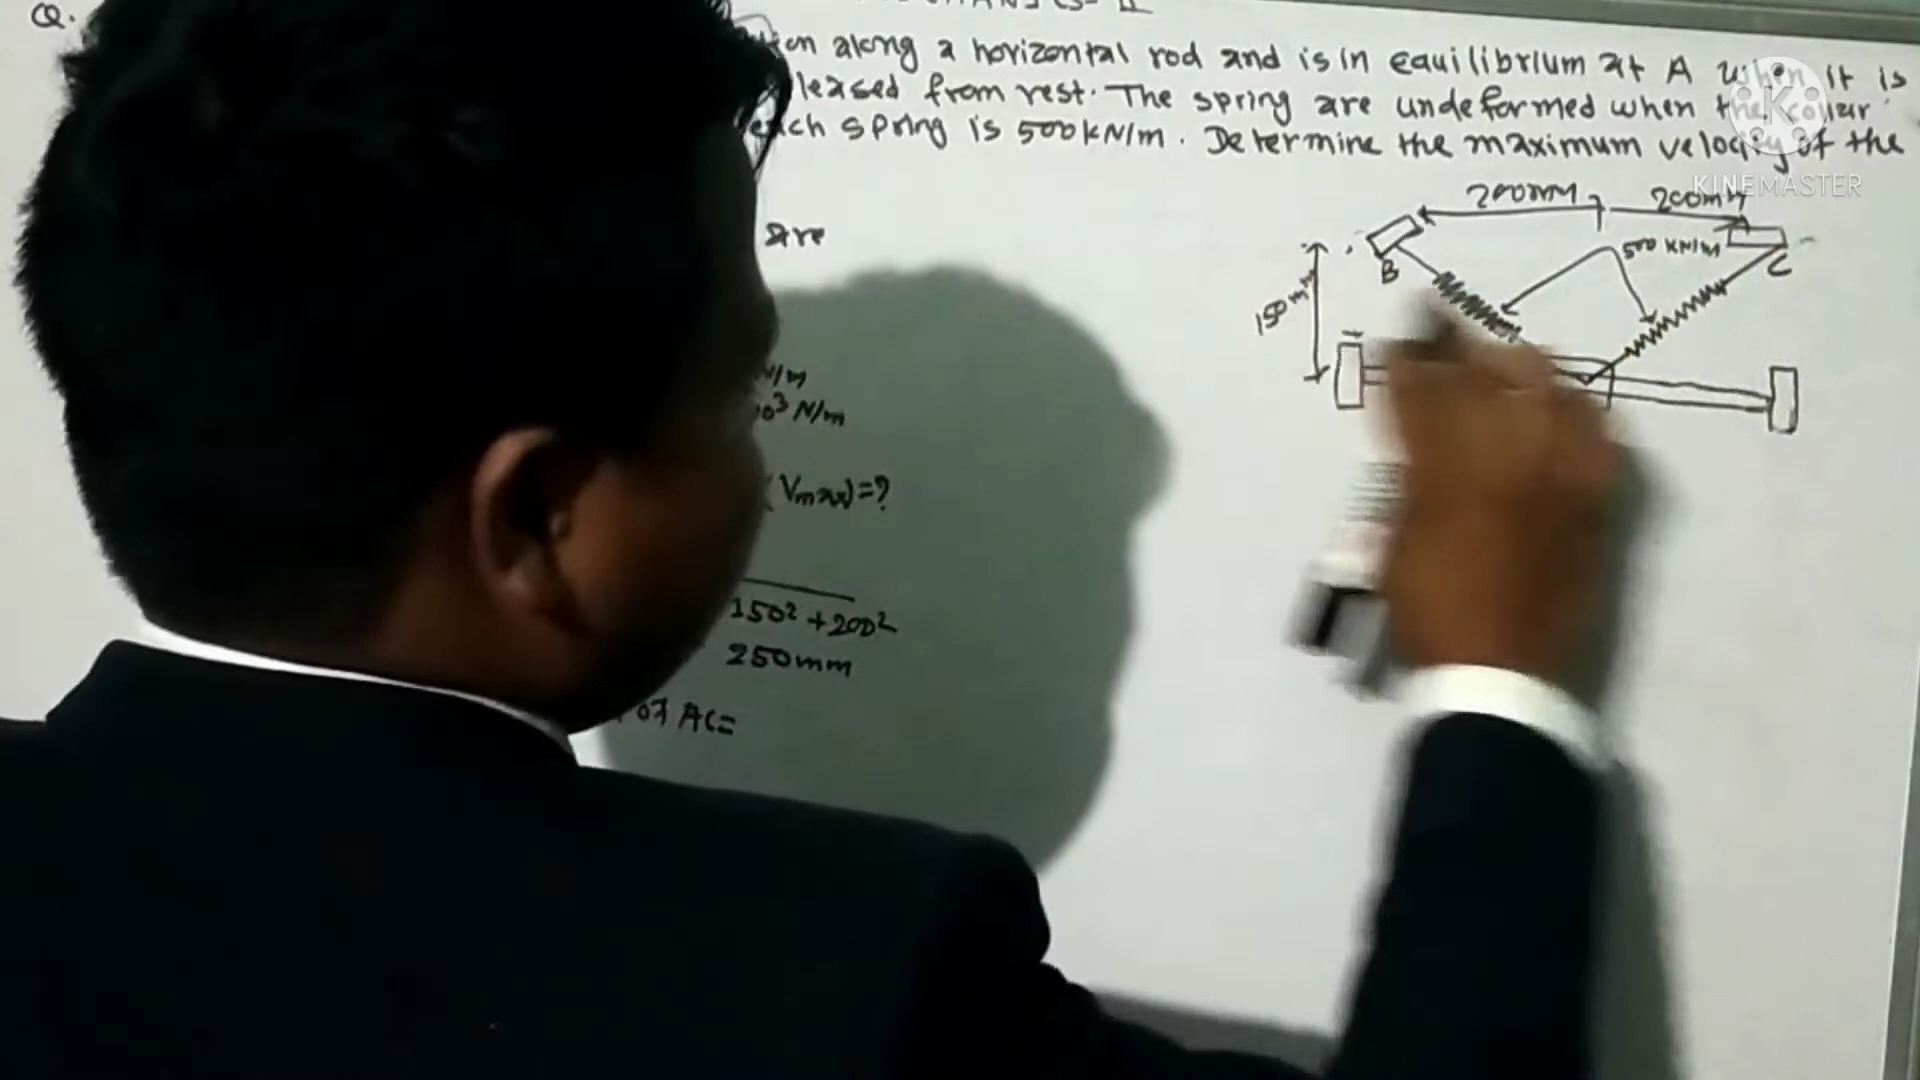 Q.
along a horizontal rod and is in equilibrium at A when it is
leased from rest. The spring are undeformed when the collar
each spring is 500kN/m. Determine the maximum velocity of the
KINEMASTER
200mm
200mm
are
500 KN/m
B
C
150mm
N/m
10³ N/m
(Vmax)=?
150²+200²
250mm
of AC=